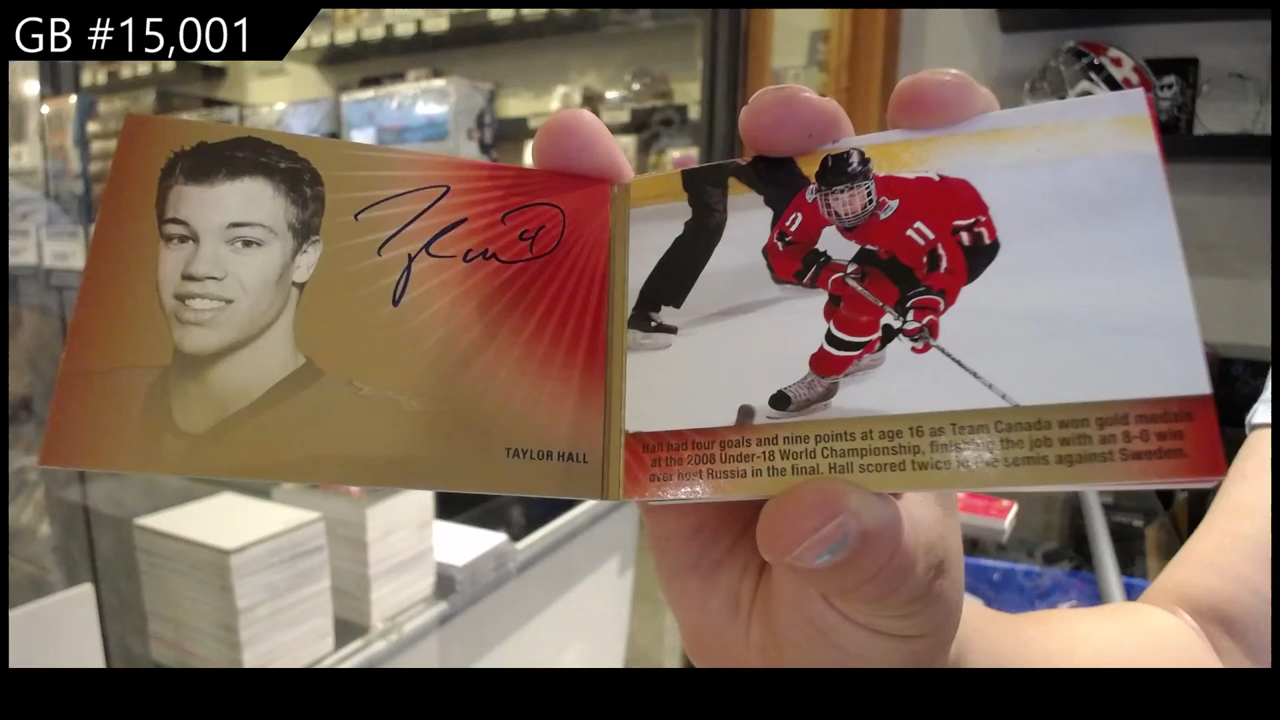 GB #15,001
TAYLOR HALL
11
11
Hall had four goals and nine points at age 16 as Team Canada won gold medals
at the 2008 Under-18 World Championship, finishing the job with an 8-0 win
over host Russia in the final. Hall scored twice in the semis against Sweden.